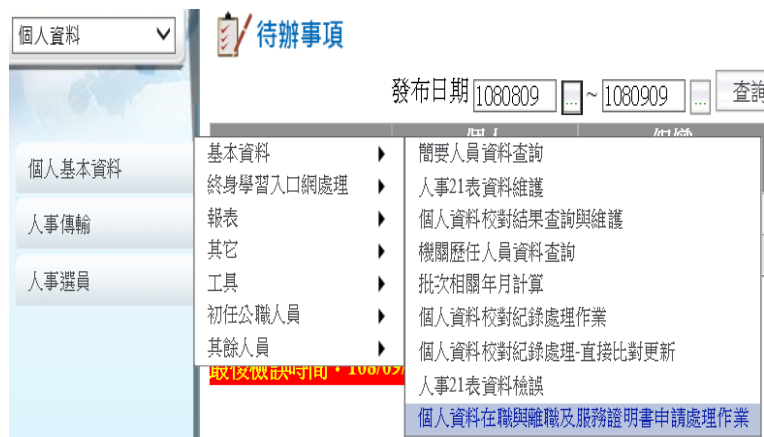 個人資料
待辦事項
發布日期 1080809 ... ~ 1080909 ... 查詢
個人基本資料
人事傳輸
人事選員
基本資料
終身學習入口網處理
報表
其它
工具
初任公職人員
其餘人員
簡要人員資料查詢
人事21表資料維護
個人資料校對結果查詢與維護
機關歷任人員資料查詢
批次相關年月計算
個人資料校對紀錄處理作業
個人資料校對紀錄處理-直接比對更新
人事21表資料檢誤
個人資料在職與離職及服務證明書申請處理作業
最後檢誤時間：108/09/